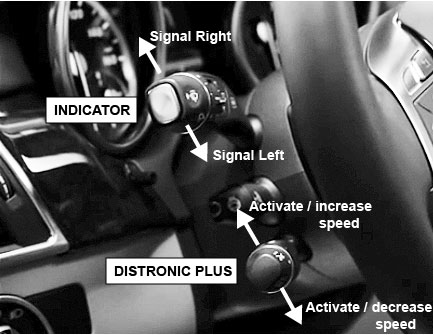 Signal Right
INDICATOR
Signal Left
Activate / increase
speed
DISTRONIC PLUS
Activate / decrease
speed